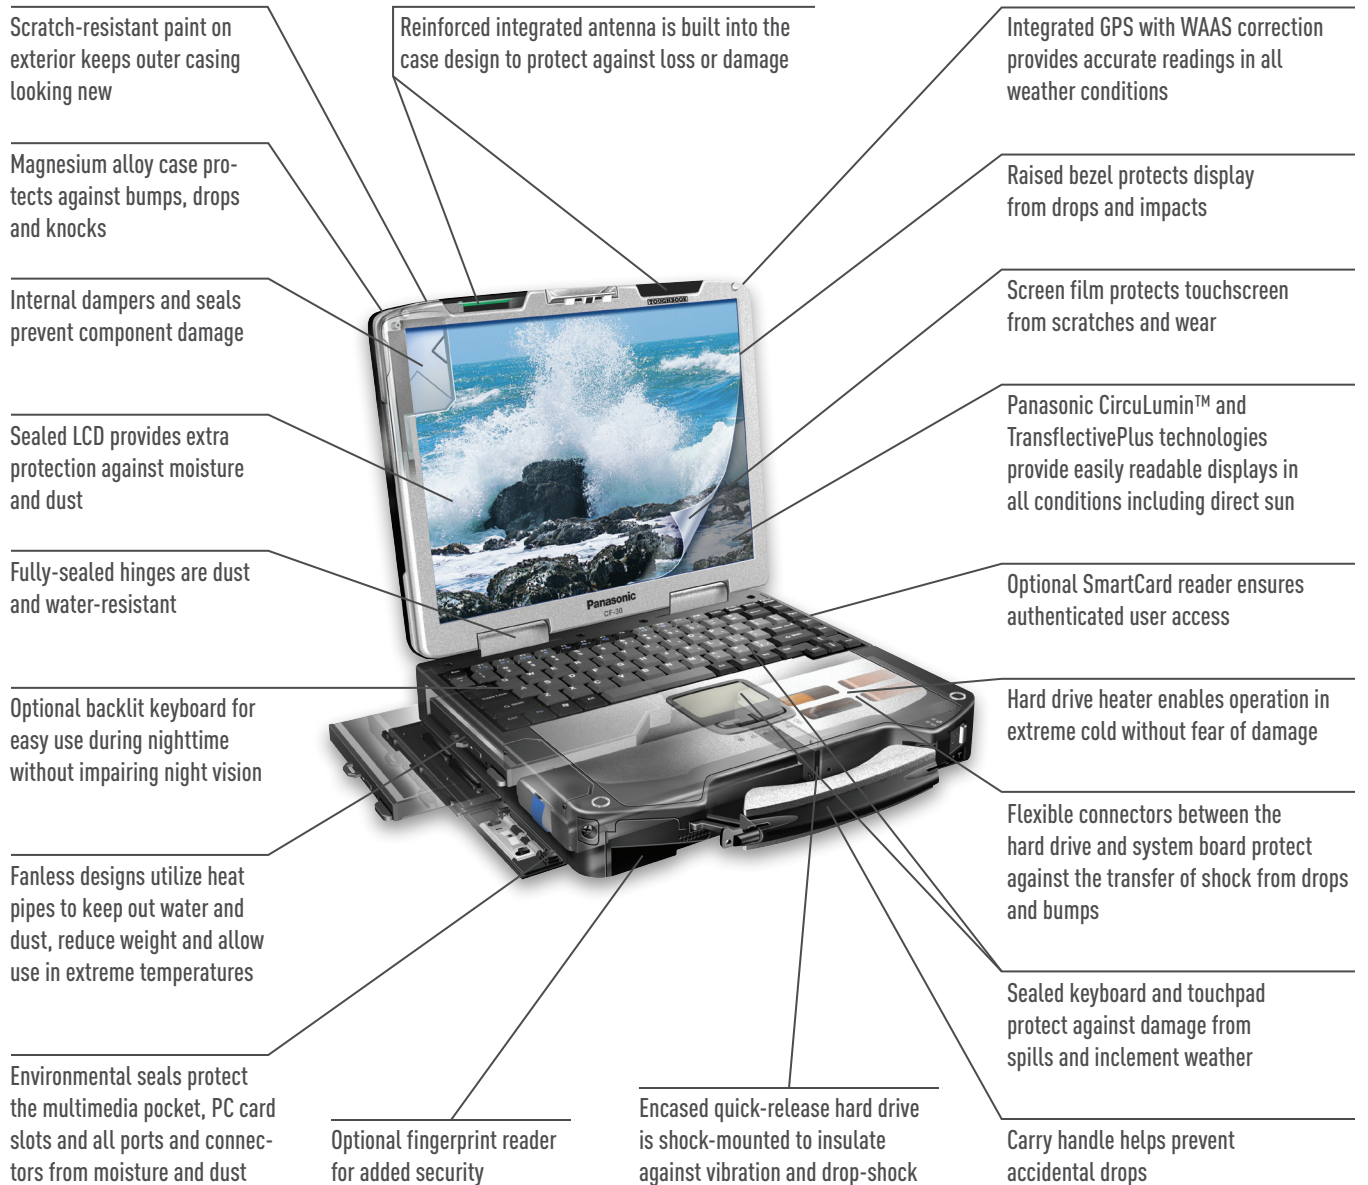 Scratch-resistant paint on
exterior keeps outer casing
looking new
Reinforced integrated antenna is built into the
case design to protect against loss or damage
Integrated GPS with WAAS correction
provides accurate readings in all
weather conditions
Magnesium alloy case pro-
tects against bumps, drops
and knocks
Raised bezel protects display
from drops and impacts
Internal dampers and seals
prevent component damage
Screen film protects touchscreen
from scratches and wear
TOUGHBOOK
Sealed LCD provides extra
protection against moisture
and dust
Panasonic CircuLumin™ and
TransflectivePlus technologies
provide easily readable displays in
all conditions including direct sun
Fully-sealed hinges are dust
and water-resistant
Panasonic
CF-30
Optional SmartCard reader ensures
authenticated user access
Optional backlit keyboard for
easy use during nighttime
without impairing night vision
Hard drive heater enables operation in
extreme cold without fear of damage
Fanless designs utilize heat
pipes to keep out water and
dust, reduce weight and allow
use in extreme temperatures
Flexible connectors between the
hard drive and system board protect
against the transfer of shock from drops
and bumps
Sealed keyboard and touchpad
protect against damage from
spills and inclement weather
Environmental seals protect
the multimedia pocket, PC card
slots and all ports and connec-
tors from moisture and dust
Optional fingerprint reader
for added security
Encased quick-release hard drive
is shock-mounted to insulate
against vibration and drop-shock
Carry handle helps prevent
accidental drops